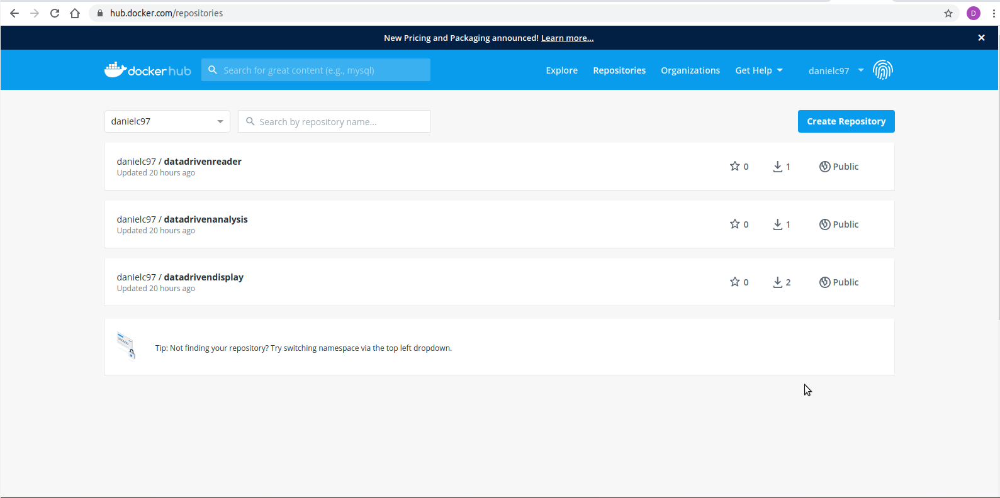 hub.docker.com/repositories
D
New Pricing and Packaging announced! Learn more...
docker hub
Search for great content (e.g., mysql)
Explore
Repositories
Organizations
Get Help
danielc97
danielc97
Search by repository name...
Create Repository
danielc97 / datadrivenreader
Updated 20 hours ago
0
1
Public
danielc97 / datadrivenanalysis
Updated 20 hours ago
0
1
Public
danielc97 / datadrivendisplay
Updated 20 hours ago
0
2
Public
Tip: Not finding your repository? Try switching namespace via the top left dropdown.